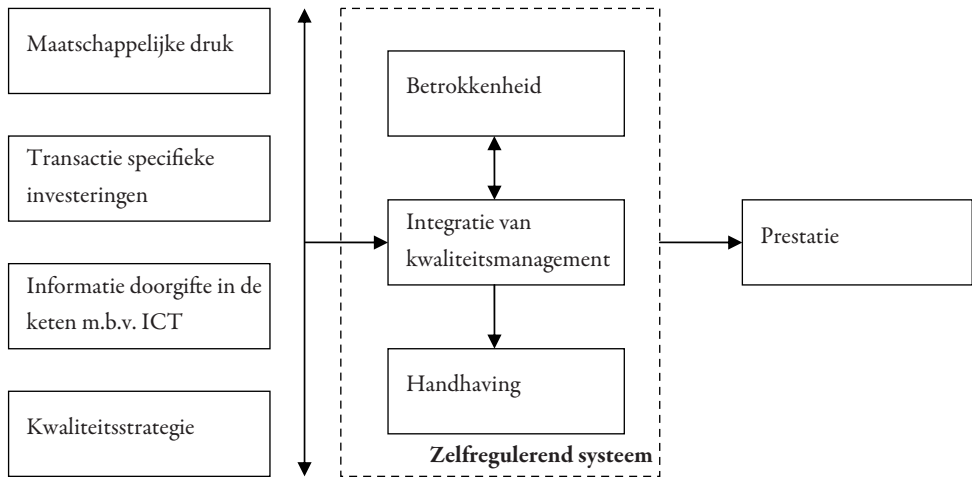 Maatschappelijke druk
Transactie specifieke
investeringen
Informatie doorgifte in de
keten m.b.v. ICT
Kwaliteitsstrategie
Betrokkenheid
Integratie van
kwaliteitsmanagement
Handhaving
Zelfregulerend systeem
Prestatie